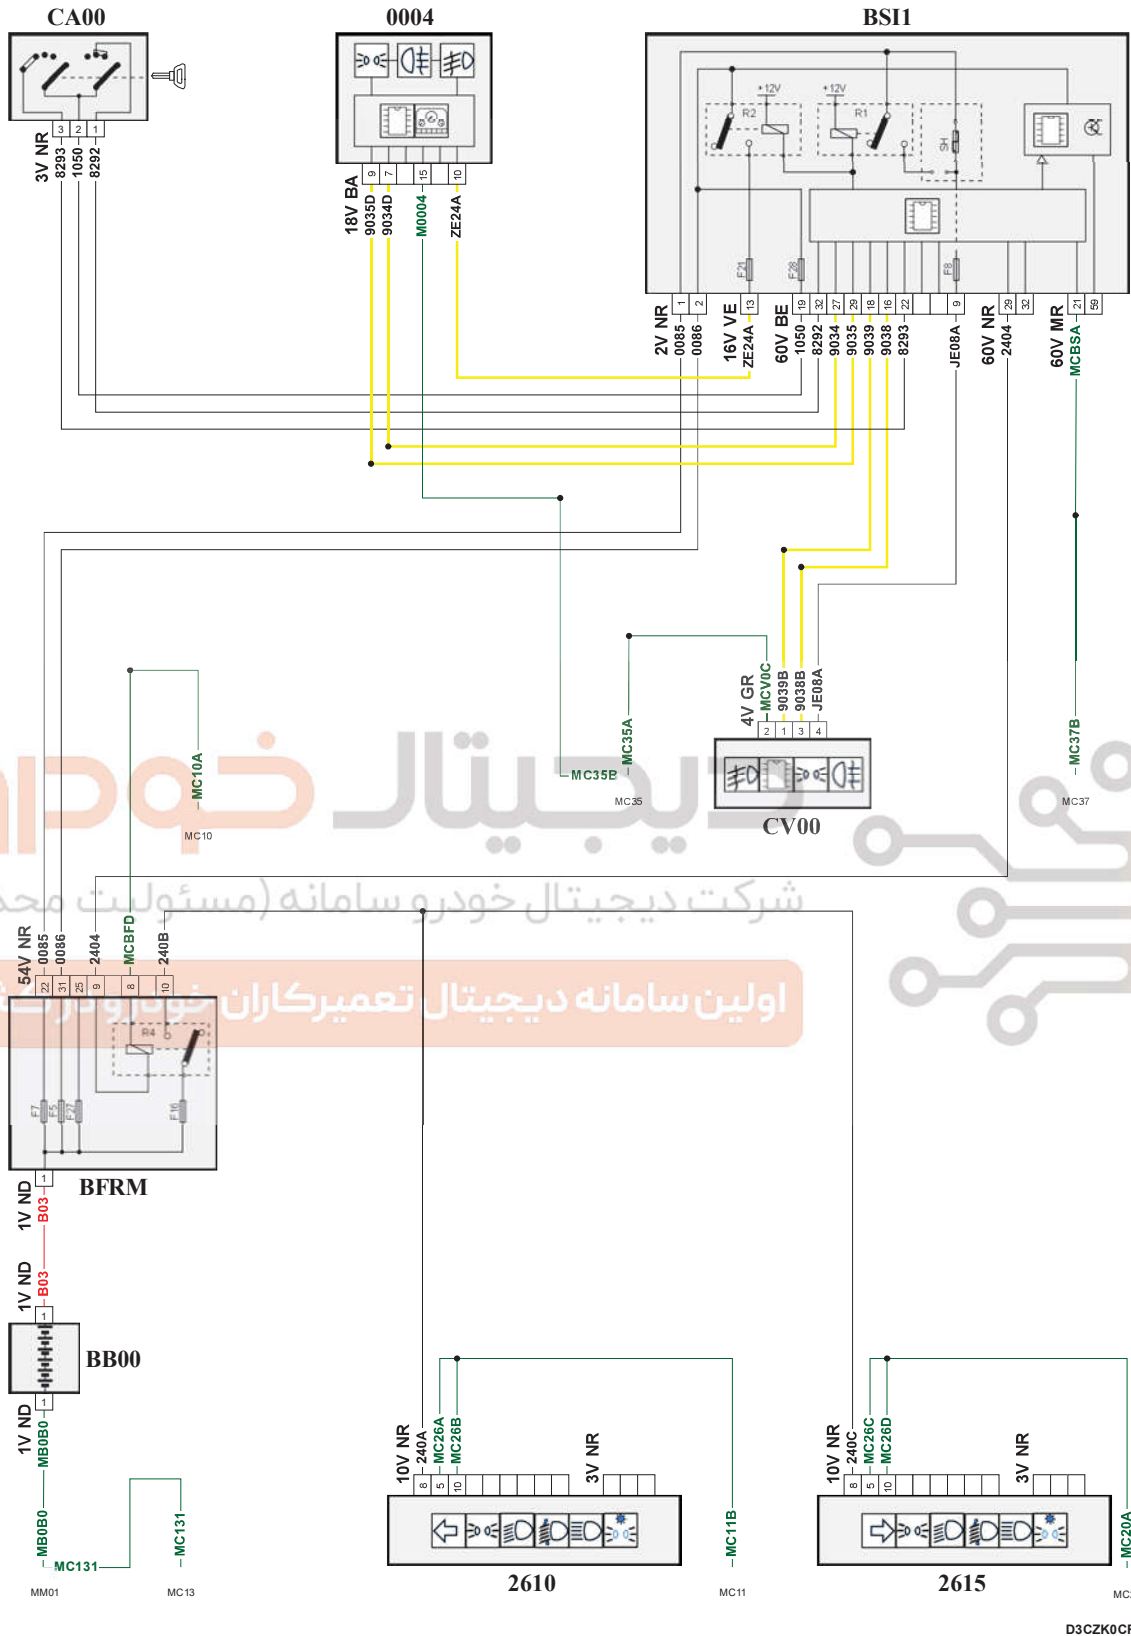 CA00
0004
BSI1
+12V
+12V
R2
R1
SH
F21
F28
F8
3 2 1
9 7 15 10
1 2 13 19 32 27 29 18 16 22 9 29 32 21 59
3V NR
8293
1050
8292
18V BA
9035D
9034D
M0004
ZE24A
2V NR
0085
0086
16V VE
ZE24A
60V BE
1050
8292
9034
9035
9039
9038
8293
JE08A
60V NR
2404
60V MR
MCBSA
4V GR
MCV0C
9039B
9038B
JE08A
2 1 3 4
MC10A
MC10
MC35B
MC35A
MC35
MC37B
MC37
CV00
دیجیتال خودرو
شرکت دیجیتال خودرو سامانه (مسئولیت
اولین سامانه دیجیتال تعمیرکاران خودرو در
54V NR
0085
0086
2404
MCBFD
240B
22 31 25 9 8 10
R4
F7
F5
F27
F16
1
BFRM
1V ND
B03
1V ND
B03
1
BB00
1
1V ND
MB0B0
MB0B0
MC131
MC131
MM01
MC13
10V NR
240A
MC26A
MC26B
3V NR
8 5 10
2610
MC11B
MC11
10V NR
240C
MC26C
MC26D
3V NR
8 5 10
2615
MC20A
D3CZK0CF